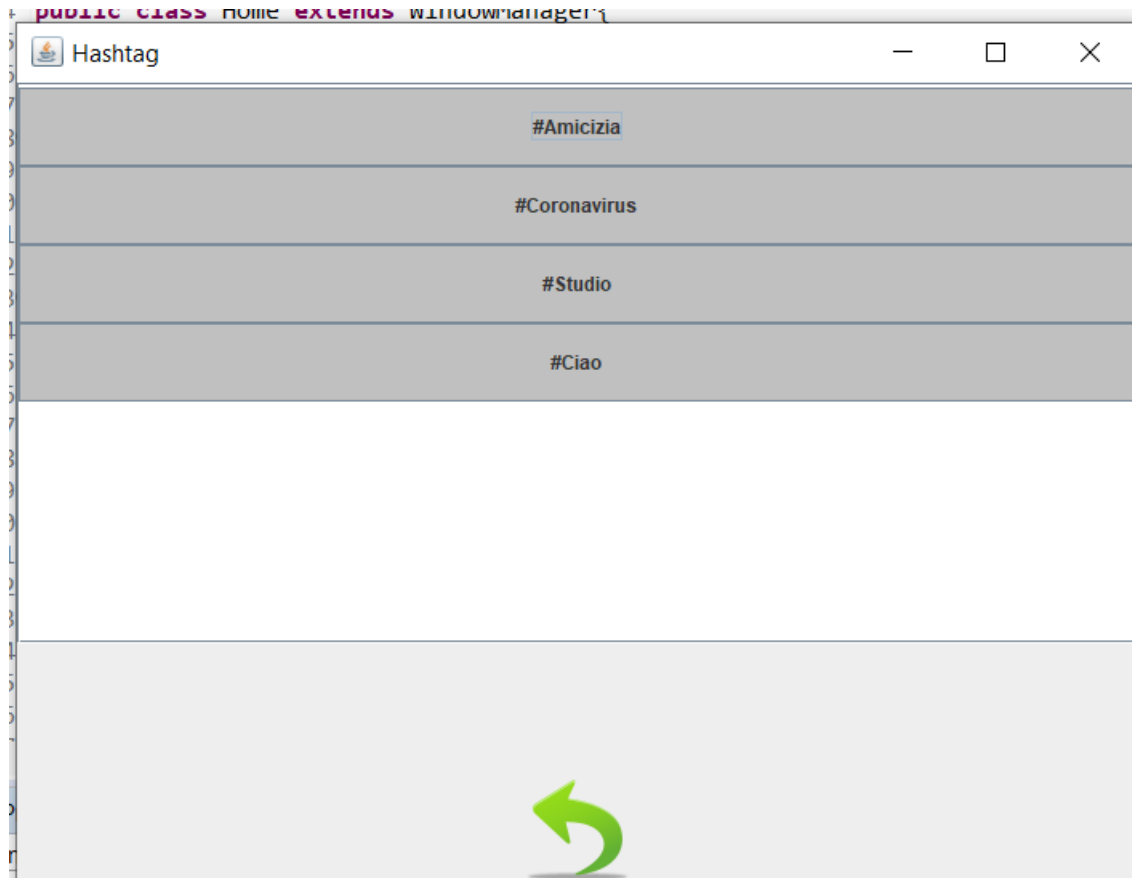 public class Home extends WindowManager{
Hashtag
#Amicizia
#Coronavirus
#Studio
#Ciao